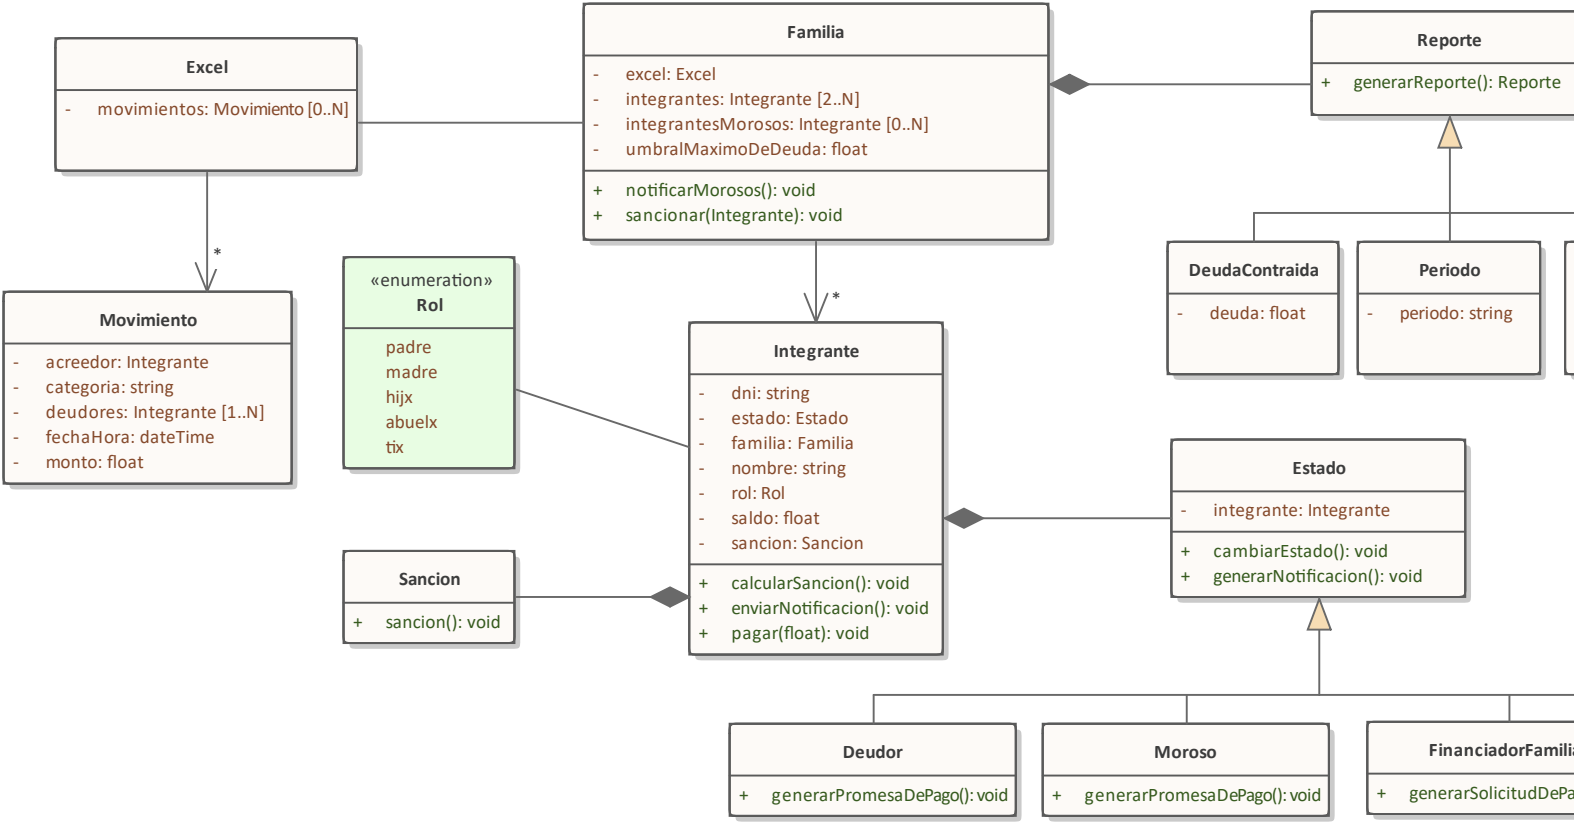 Excel
- movimientos: Movimiento [0..N]
Familia
- excel: Excel
- integrantes: Integrante [2..N]
- integrantesMorosos: Integrante [0..N]
- umbralMaximoDeDeuda: float
+ notificarMorosos(): void
+ sancionar(Integrante): void
Reporte
+ generarReporte(): Reporte
*
*
DeudaContraida
- deuda: float
Periodo
- periodo: string
Movimiento
- acreedor: Integrante
- categoria: string
- deudores: Integrante [1..N]
- fechaHora: dateTime
- monto: float
«enumeration»
Rol
padre
madre
hijx
abuelx
tix
Integrante
- dni: string
- estado: Estado
- familia: Familia
- nombre: string
- rol: Rol
- saldo: float
- sancion: Sancion
+ calcularSancion(): void
+ enviarNotificacion(): void
+ pagar(float): void
Estado
- integrante: Integrante
+ cambiarEstado(): void
+ generarNotificacion(): void
Sancion
+ sancion(): void
Deudor
+ generarPromesaDePago(): void
Moroso
+ generarPromesaDePago(): void
FinanciadorFamilia
+ generarSolicitudDePa